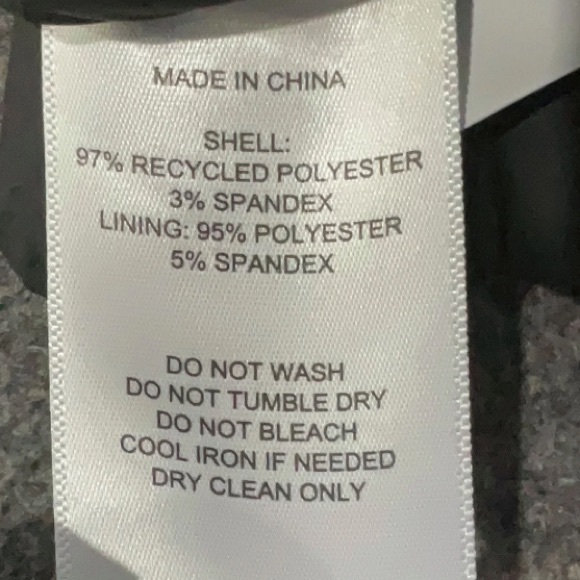 MADE IN CHINA
SHELL:
97% RECYCLED POLYESTER
3% SPANDEX
LINING: 95% POLYESTER
5% SPANDEX
DO NOT WASH
DO NOT TUMBLE DRY
DO NOT BLEACH
COOL IRON IF NEEDED
DRY CLEAN ONLY